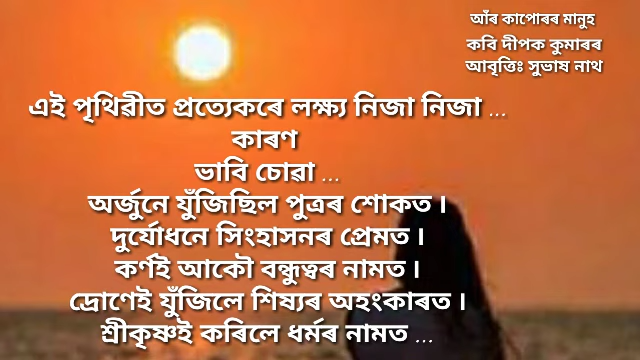 আঁৰ কাপোৰৰ মানুহ
কবি দীপক কুমাৰৰ
আবৃত্তিঃ সুভাষ নাথ
এই পৃথিৱীত প্ৰত্যেকৰে লক্ষ্য নিজা নিজা ...
কাৰণ
ভাবি চোৱা ...
অৰ্জুনে যুঁজিছিল পুত্ৰৰ শোকত ।
দুৰ্যোধনে সিংহাসনৰ প্ৰেমত ।
কৰ্ণই আকৌ বন্ধুত্বৰ নামত ।
দ্ৰোণেই যুঁজিলে শিষ্যৰ অহংকাৰত ।
শ্ৰীকৃষ্ণই কৰিলে ধৰ্মৰ নামত ...